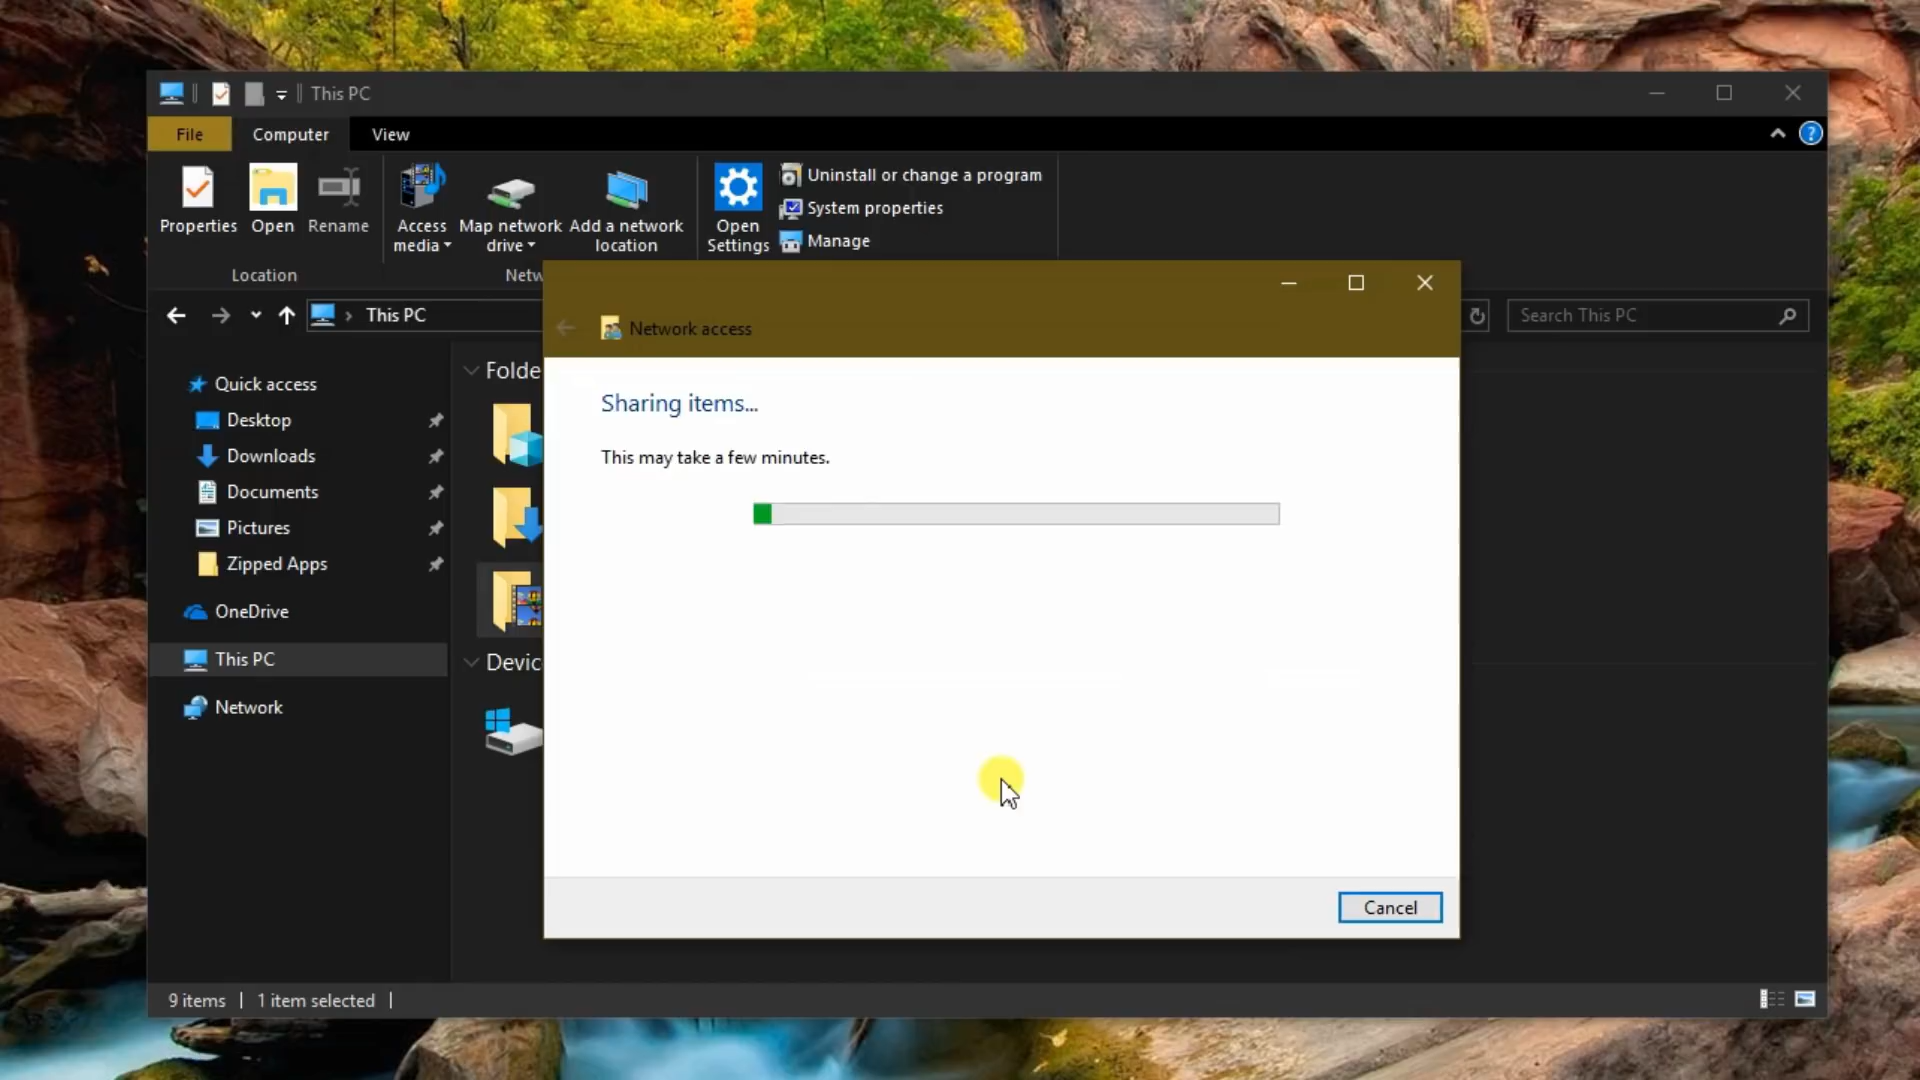 This PC
File
Computer
View
Properties
Open
Rename
Access
media
Map network
drive
Add a network
location
Open
Settings
Uninstall or change a program
System properties
Manage
Location
Netw
This PC
Search This PC
Network access
Quick access
Desktop
Downloads
Documents
Pictures
Zipped Apps
OneDrive
This PC
Network
Folde
Devic
Sharing items...
This may take a few minutes.
Cancel
9 items
1 item selected